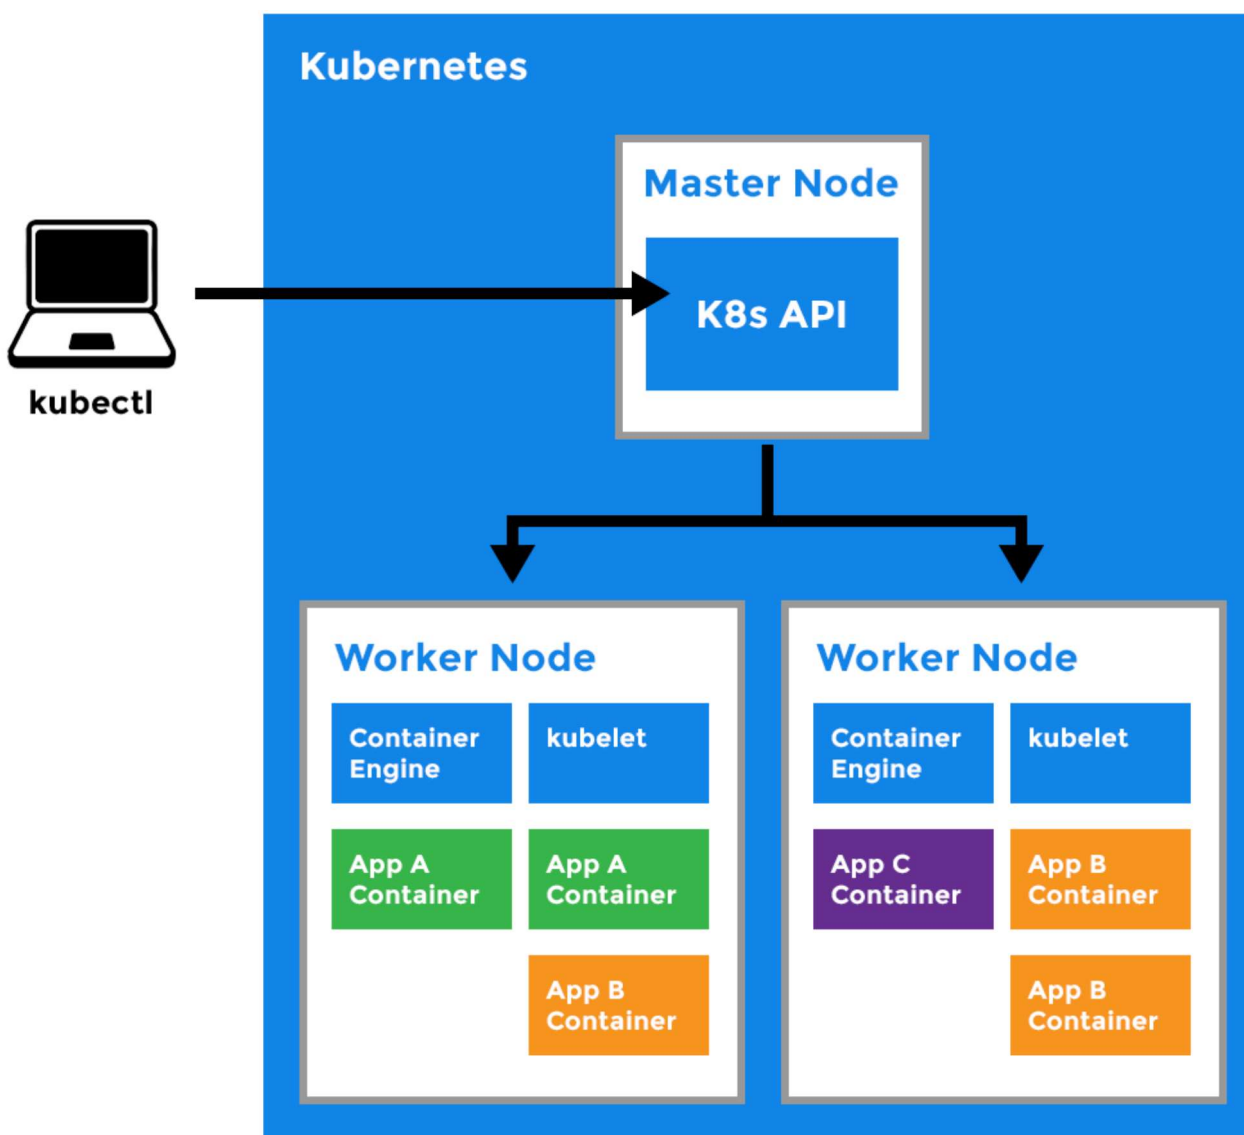 Kubernetes
Master Node
K8s API
kubectl
Worker Node
Container
Engine
kubelet
App A
Container
App A
Container
App B
Container
Worker Node
Container
Engine
kubelet
App C
Container
App B
Container
App B
Container